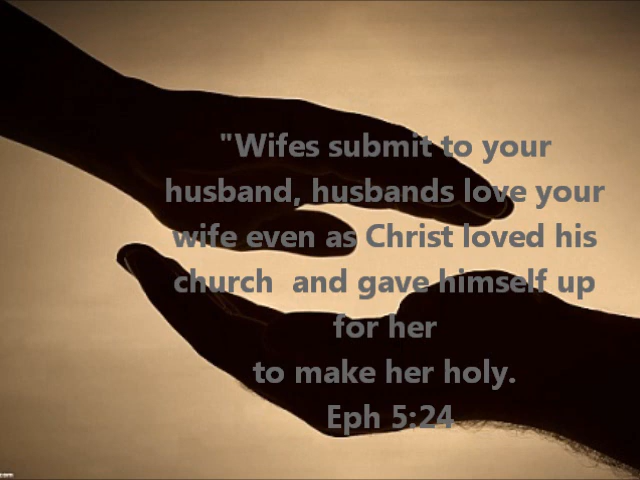 "Wifes submit to your
husband, husbands love your
wife even as Christ loved his
church  and gave himself up
for her
to make her holy.
Eph 5:24